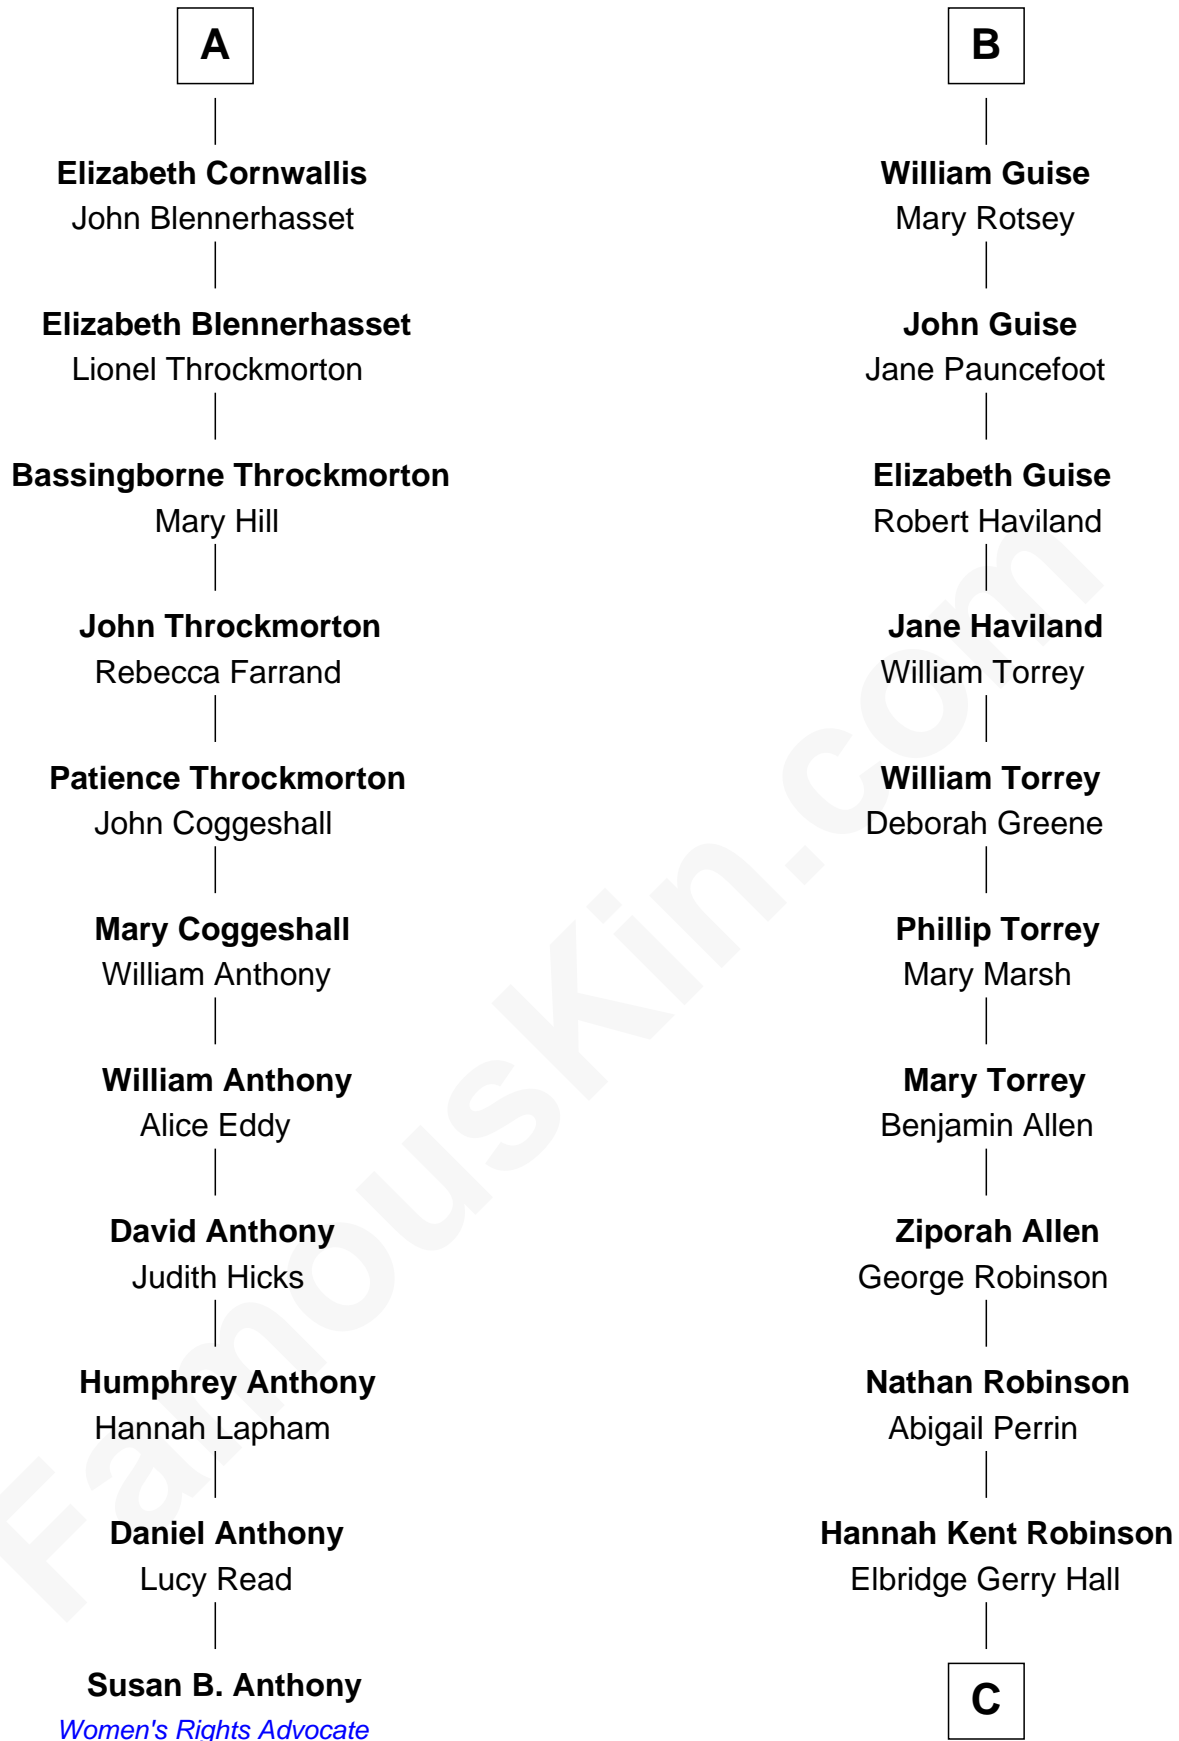 A
Elizabeth Cornwallis
John Blennerhasset
Elizabeth Blennerhasset
Lionel Throckmorton
Bassingborne Throckmorton
Mary Hill
John Throckmorton
Rebecca Farrand
Patience Throckmorton
John Coggeshall
Mary Coggeshall
William Anthony
William Anthony
Alice Eddy
David Anthony
Judith Hicks
Humphrey Anthony
Hannah Lapham
Daniel Anthony
Lucy Read
Susan B. Anthony
Women's Rights Advocate
B
William Guise
Mary Rotsey
John Guise
Jane Pauncefoot
Elizabeth Guise
Robert Haviland
Jane Haviland
William Torrey
William Torrey
Deborah Greene
Phillip Torrey
Mary Marsh
Mary Torrey
Benjamin Allen
Ziporah Allen
George Robinson
Nathan Robinson
Abigail Perrin
Hannah Kent Robinson
Elbridge Gerry Hall
C
FamousKin.com